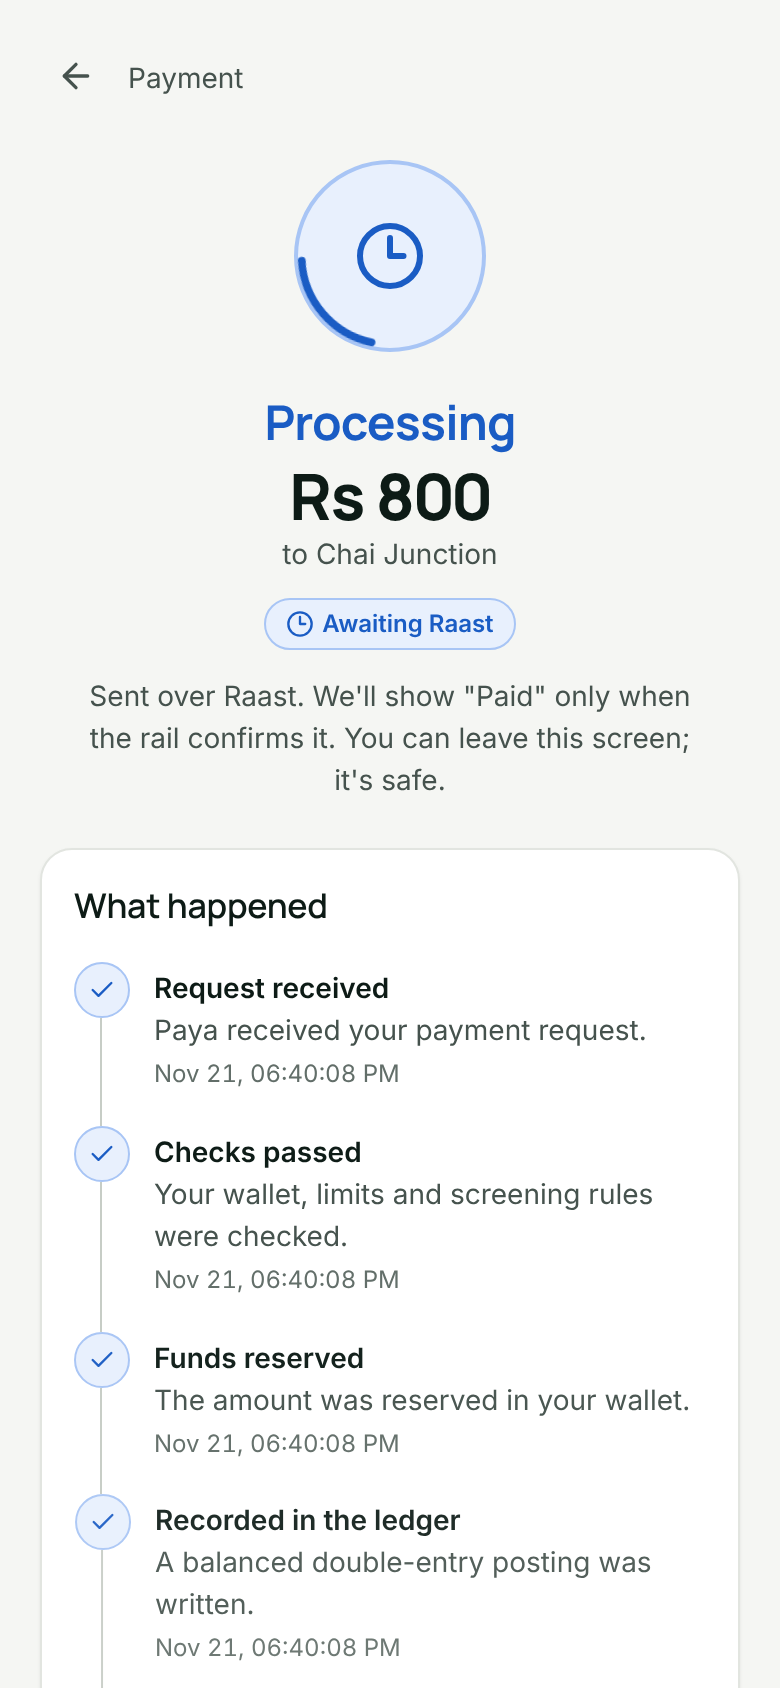 Payment
Processing
Rs 800
to Chai Junction
Awaiting Raast
Sent over Raast. We'll show "Paid" only when
the rail confirms it. You can leave this screen;
it's safe.
What happened
Request received
Paya received your payment request.
Nov 21, 06:40:08 PM
Checks passed
Your wallet, limits and screening rules
were checked.
Nov 21, 06:40:08 PM
Funds reserved
The amount was reserved in your wallet.
Nov 21, 06:40:08 PM
Recorded in the ledger
A balanced double-entry posting was
written.
Nov 21, 06:40:08 PM